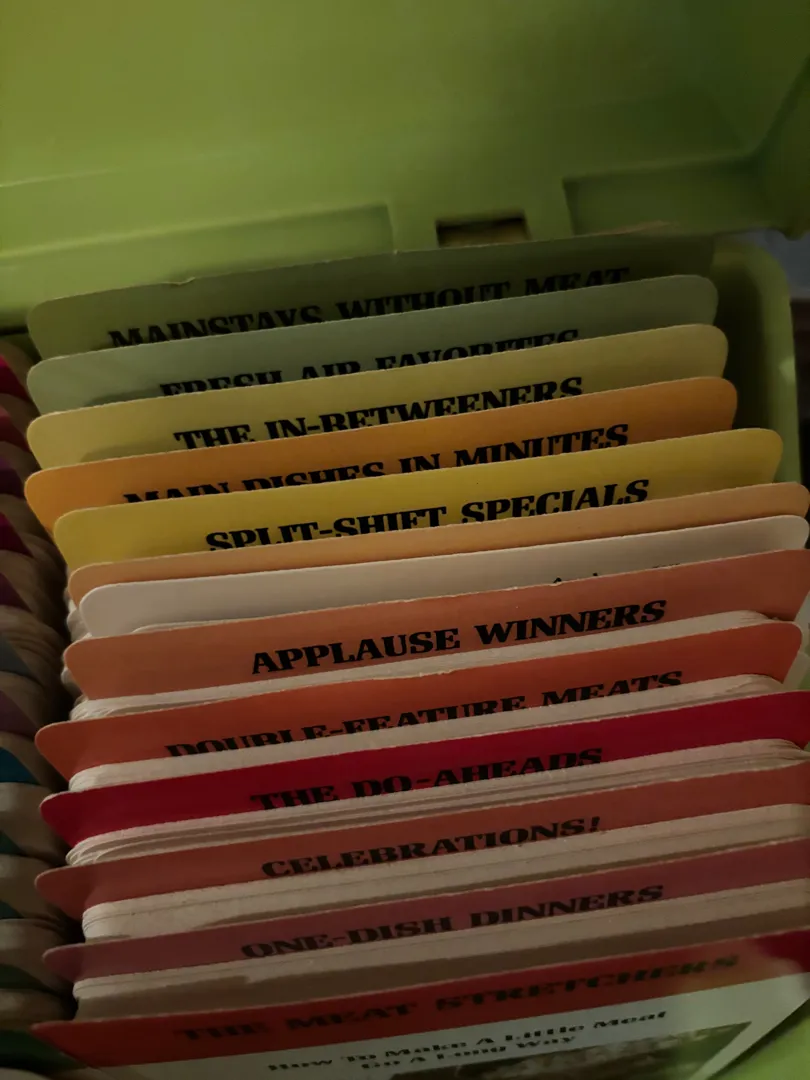 MAINSTAYS WITHOUT MEAT
FRESH AIR FAVORITES
THE IN-BETWEENERS
MAIN DISHES IN MINUTES
SPLIT-SHIFT SPECIALS
APPLAUSE WINNERS
DOUBLE-FEATURE MEATS
THE DO-AHEADS
CELEBRATIONS!
ONE-DISH DINNERS
THE MEAT STRETCHERS
How To Make A Little Meat
Go A Long Way